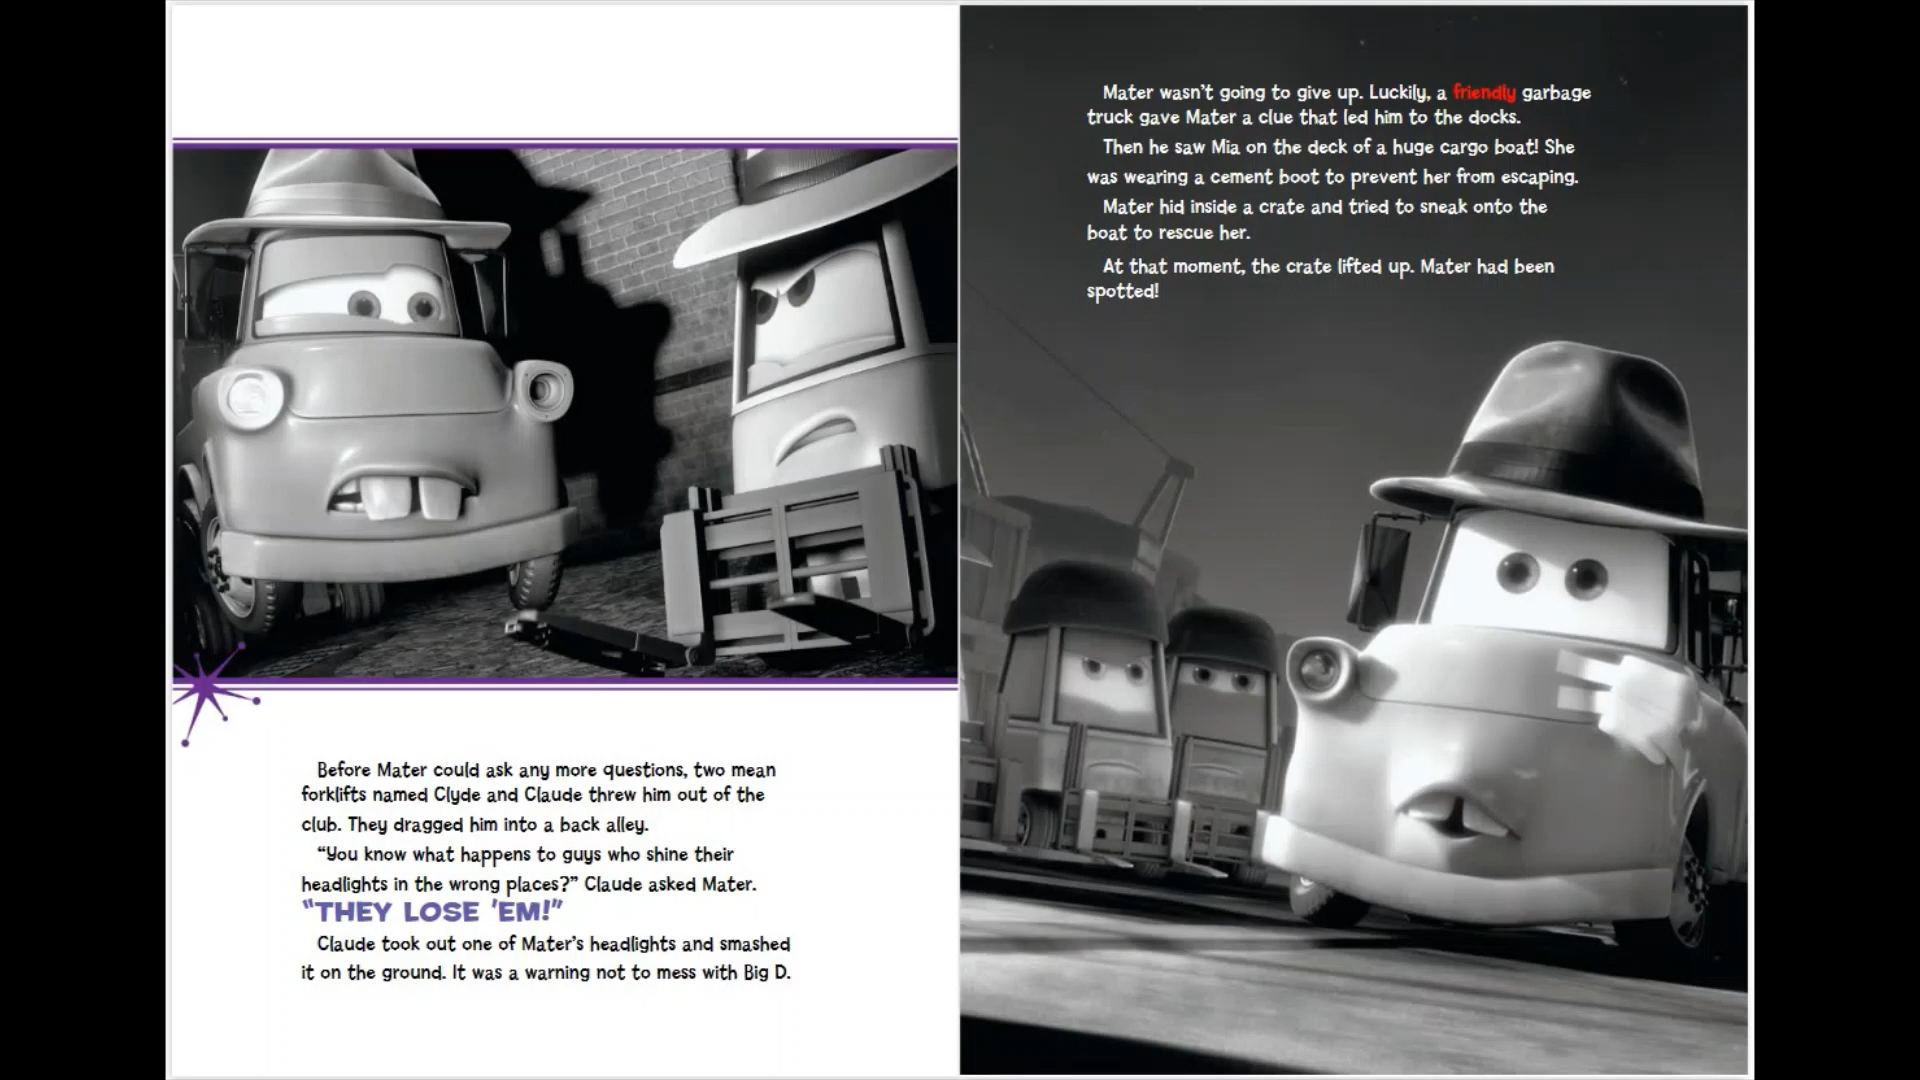 Before Mater could ask any more questions, two mean
forklifts named Clyde and Claude threw him out of the
club. They dragged him into a back alley.
“You know what happens to guys who shine their
headlights in the wrong places?” Claude asked Mater.
“THEY LOSE ’EM!”
Claude took out one of Mater’s headlights and smashed
it on the ground. It was a warning not to mess with Big D.
Mater wasn’t going to give up. Luckily, a friendly garbage
truck gave Mater a clue that led him to the docks.
Then he saw Mia on the deck of a huge cargo boat! She
was wearing a cement boot to prevent her from escaping.
Mater hid inside a crate and tried to sneak onto the
boat to rescue her.
At that moment, the crate lifted up. Mater had been
spotted!